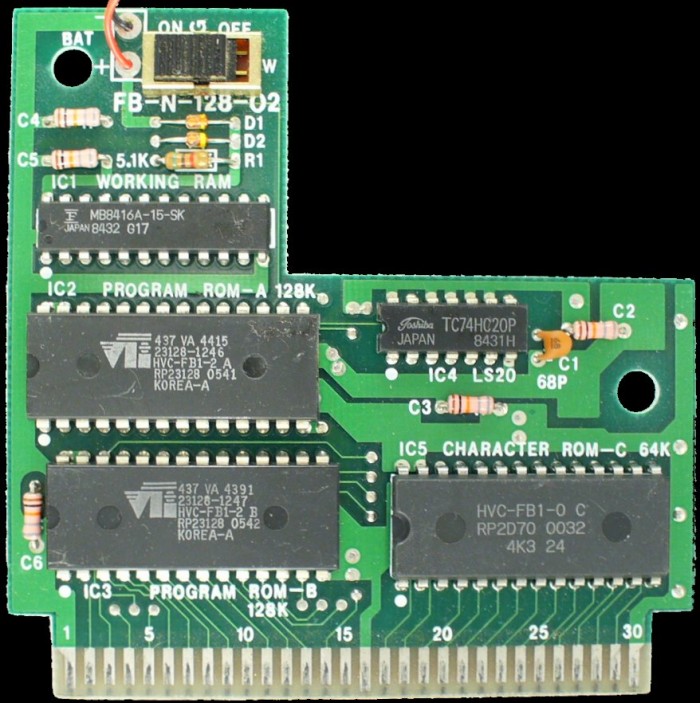 ON OFF
BAT
+
W
FB-N-128-02
C4
D1
D2
C5
5.1K
R1
IC1 WORKING RAM
MB8416A-15-SK
JAPAN 8432 G17
IC2 PROGRAM ROM-A 128K
437 VA 4415
23128-1246
HVC-FB1-2 A
RP23128 0541
KOREA-A
Toshiba TC74HC20P
JAPAN 8431H
C2
C1
IC4 LS20
68P
C3
IC5 CHARACTER ROM-C 64K
437 VA 4391
23128-1247
HVC-FB1-2 B
RP23128 0542
KOREA-A
HVC-FB1-0 C
RP2D70 0032
4K3 24
C6
IC3 PROGRAM ROM-B
128K
1 5 10 15 20 25 30